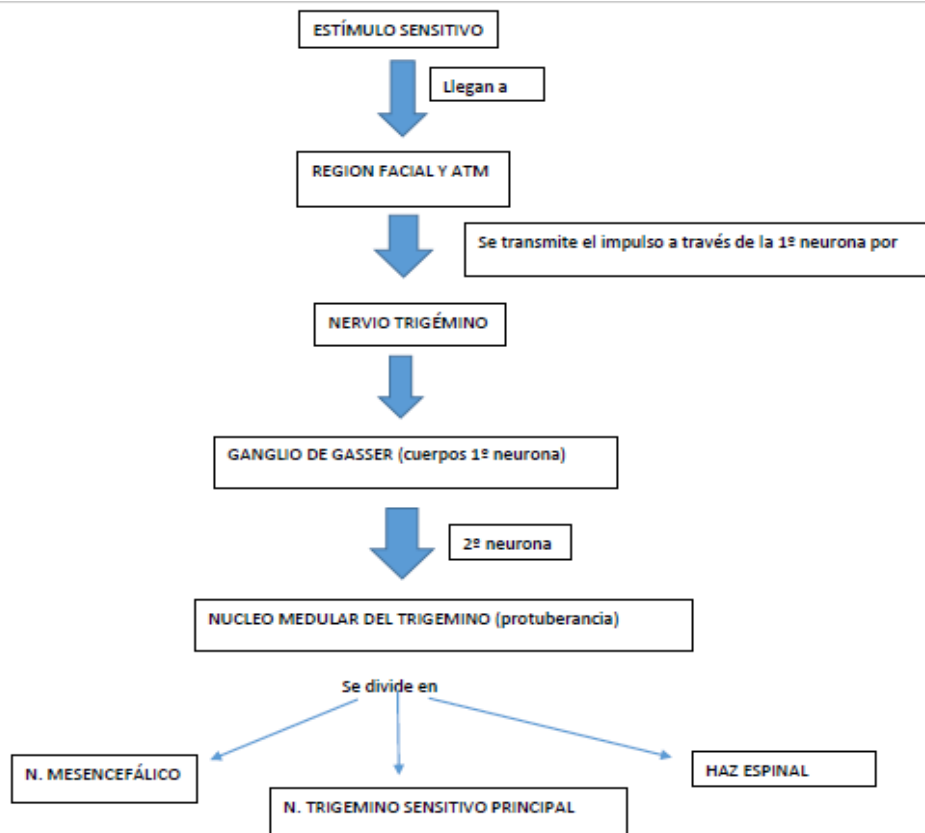 ESTÍMULO SENSITIVO
Llegan a
REGION FACIAL Y ATM
Se transmite el impulso a través de la 1º neurona por
NERVIO TRIGÉMINO
GANGLIO DE GASSER (cuerpos 1º neurona)
2º neurona
NUCLEO MEDULAR DEL TRIGEMINO (protuberancia)
Se divide en
N. MESENCEFÁLICO
N. TRIGEMINO SENSITIVO PRINCIPAL
HAZ ESPINAL